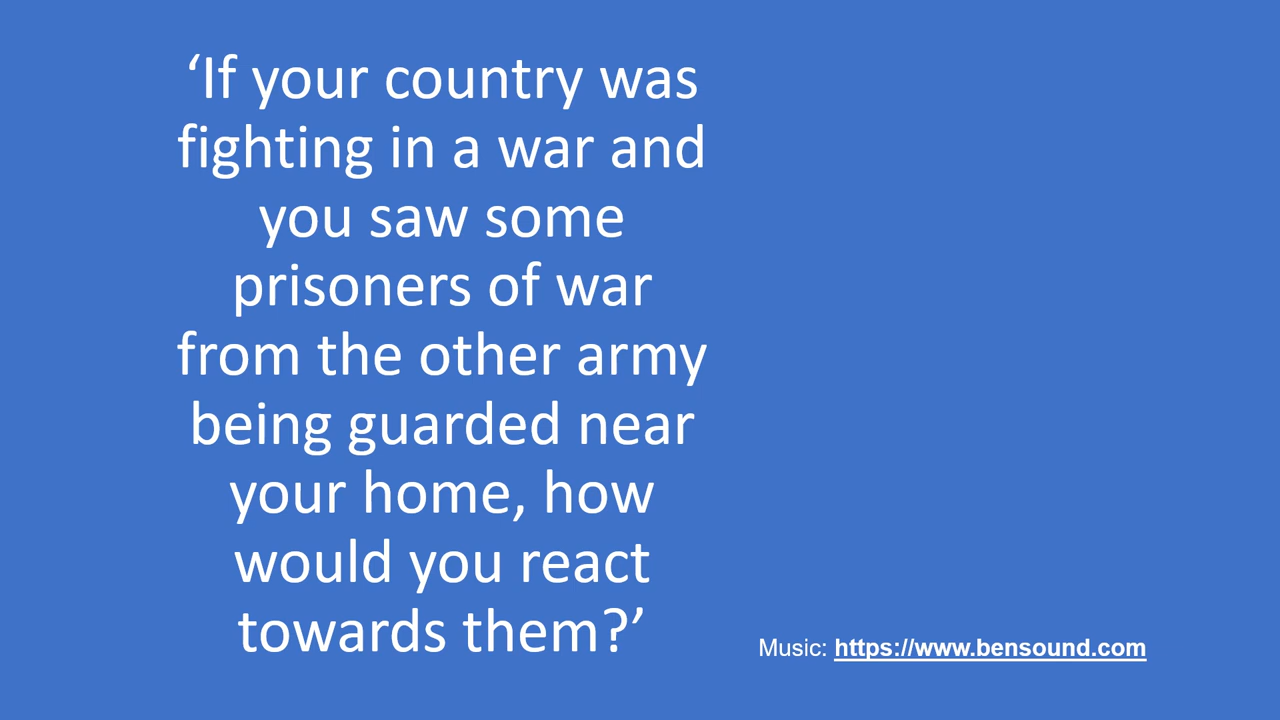 ‘If your country was
fighting in a war and
you saw some
prisoners of war
from the other army
being guarded near
your home, how
would you react
towards them?’
Music: https://www.bensound.com